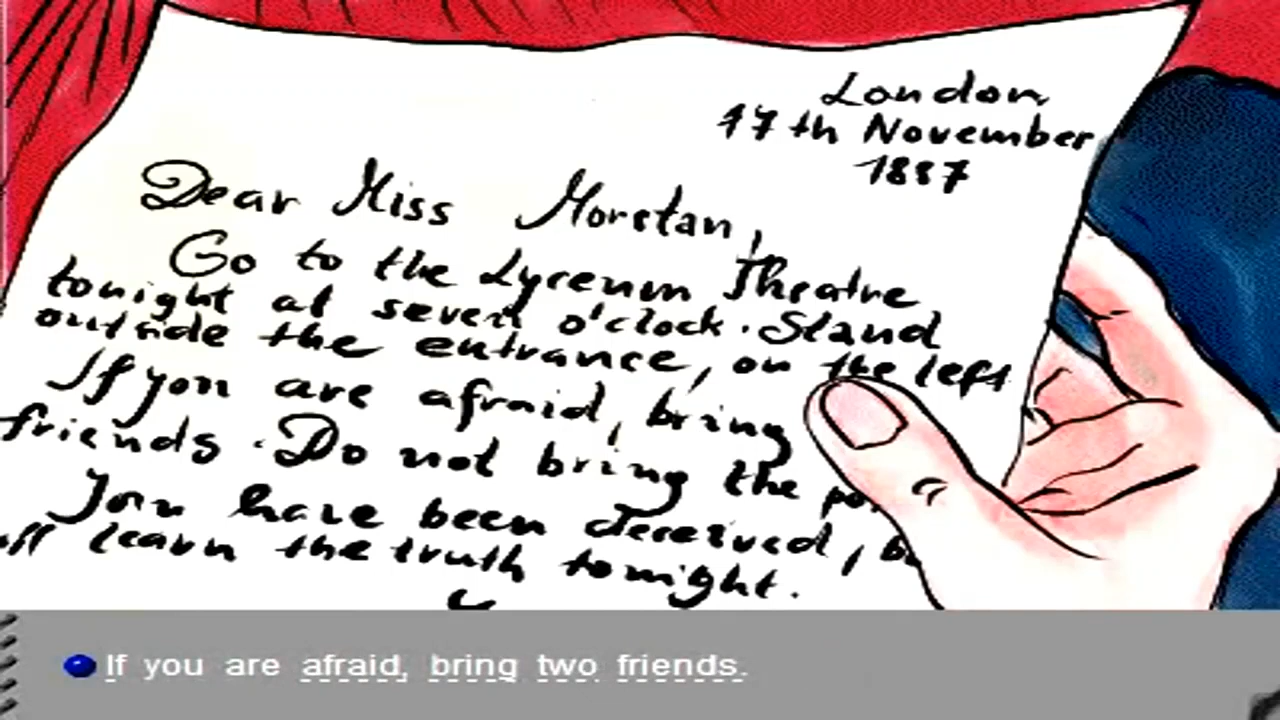 London
17th November
1887
Dear Miss Morstan,
Go to the Lyceum Theatre
tonight at seven o'clock. Stand
outside the entrance, on the left
If you are afraid, bring
friends. Do not bring the
You have been deceived,
learn the truth tonight.
If you are afraid, bring two friends.